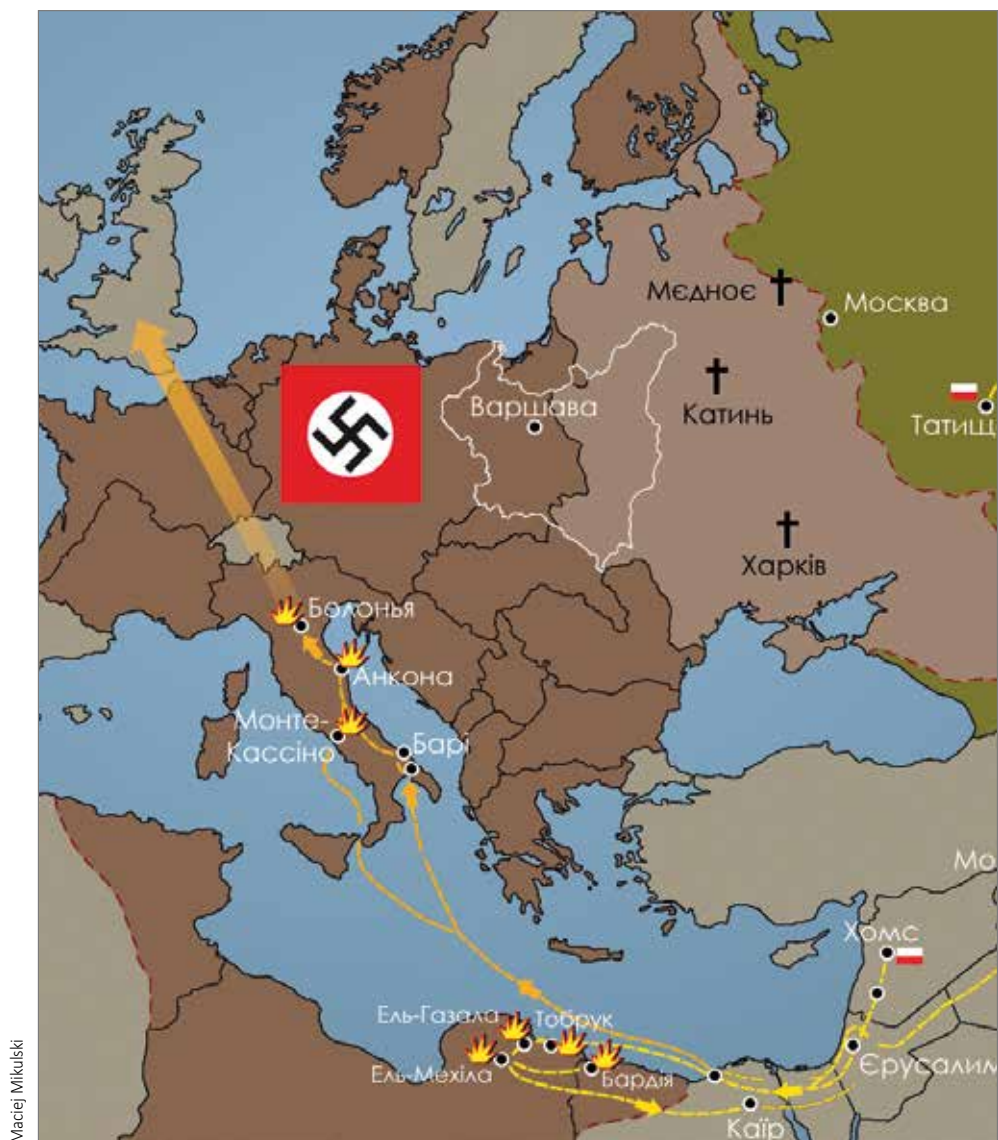 Мєдноє
Москва
Варшава
Катинь
Татищ
Харків
Болонья
Анкона
Монте-
Кассіно
Барі
Мо
Хомс
Ель-Газала
Тобрук
Ель-Мехіла
Бардія
Єрусалим
Каїр
Maciej Mikulski